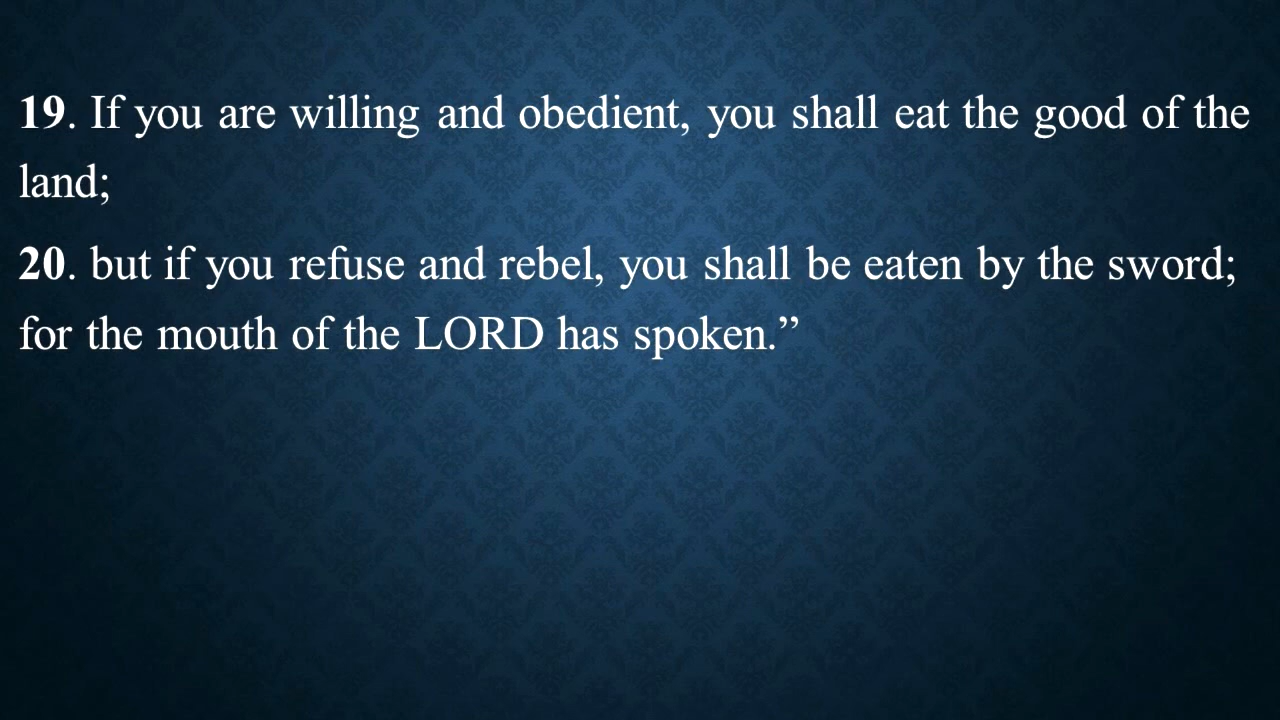 19. If you are willing and obedient, you shall eat the good of the
land;
20. but if you refuse and rebel, you shall be eaten by the sword;
for the mouth of the LORD has spoken.”